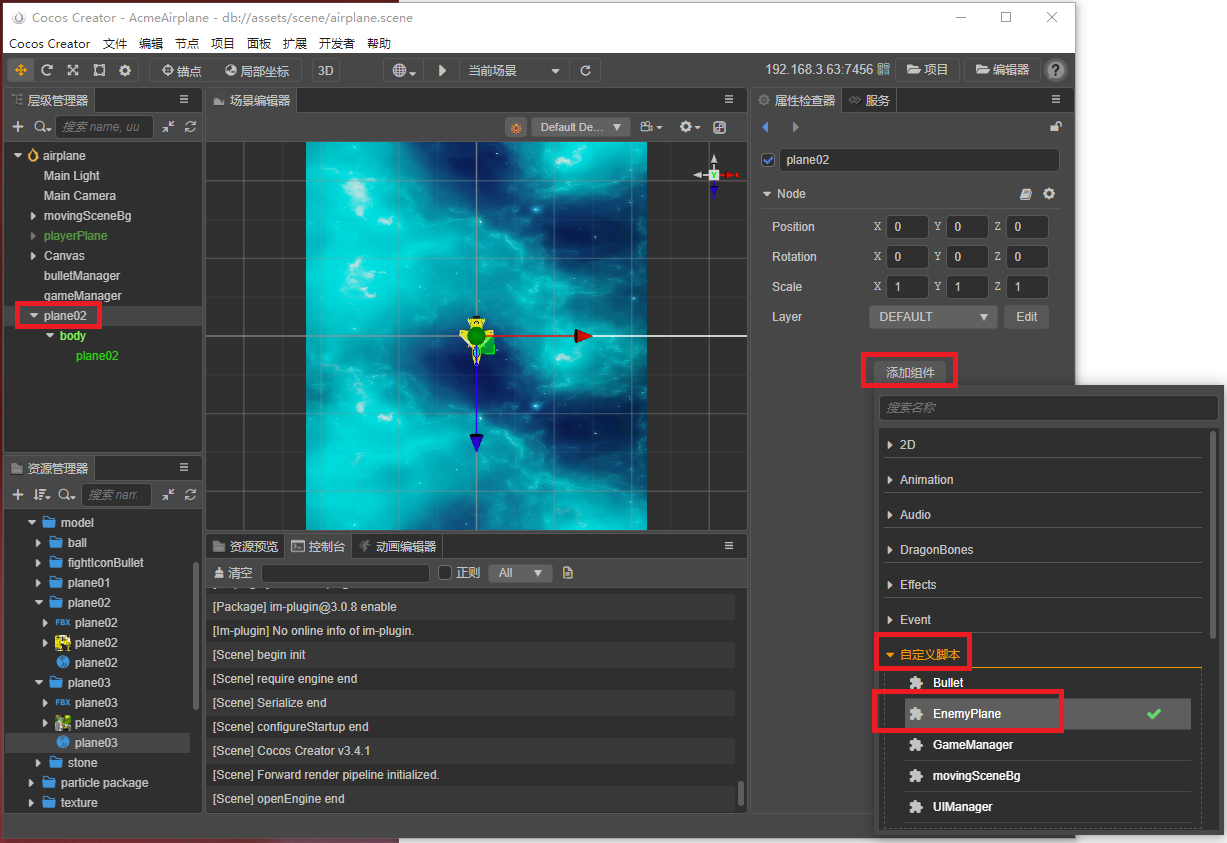 Cocos Creator - AcmeAirplane - db://assets/scene/airplane.scene
Cocos Creator 文件 编辑 节点 项目 面板 扩展 开发者 帮助
锚点 局部坐标 3D 当前场景 192.168.3.63:7456 项目 编辑器 ?
层级管理器
搜索 name, uu
airplane
Main Light
Main Camera
movingSceneBg
playerPlane
Canvas
bulletManager
gameManager
plane02
body
plane02
资源管理器
搜索 nam
model
ball
fightIconBullet
plane01
plane02
FBX plane02
plane02
plane02
plane03
FBX plane03
plane03
plane03
stone
particle package
texture
场景编辑器
Default De...
Y
资源预览 控制台 动画编辑器
清空 正则 All
[Package] im-plugin@3.0.8 enable
[Im-plugin] No online info of im-plugin.
[Scene] begin init
[Scene] require engine end
[Scene] Serialize end
[Scene] configureStartup end
[Scene] Cocos Creator v3.4.1
[Scene] Forward render pipeline initialized.
[Scene] openEngine end
属性检查器 服务
plane02
Node
Position X 0 Y 0 Z 0
Rotation X 0 Y 0 Z 0
Scale X 1 Y 1 Z 1
Layer DEFAULT Edit
添加组件
搜索名称
2D
Animation
Audio
DragonBones
Effects
Event
自定义脚本
Bullet
EnemyPlane
GameManager
movingSceneBg
UIManager